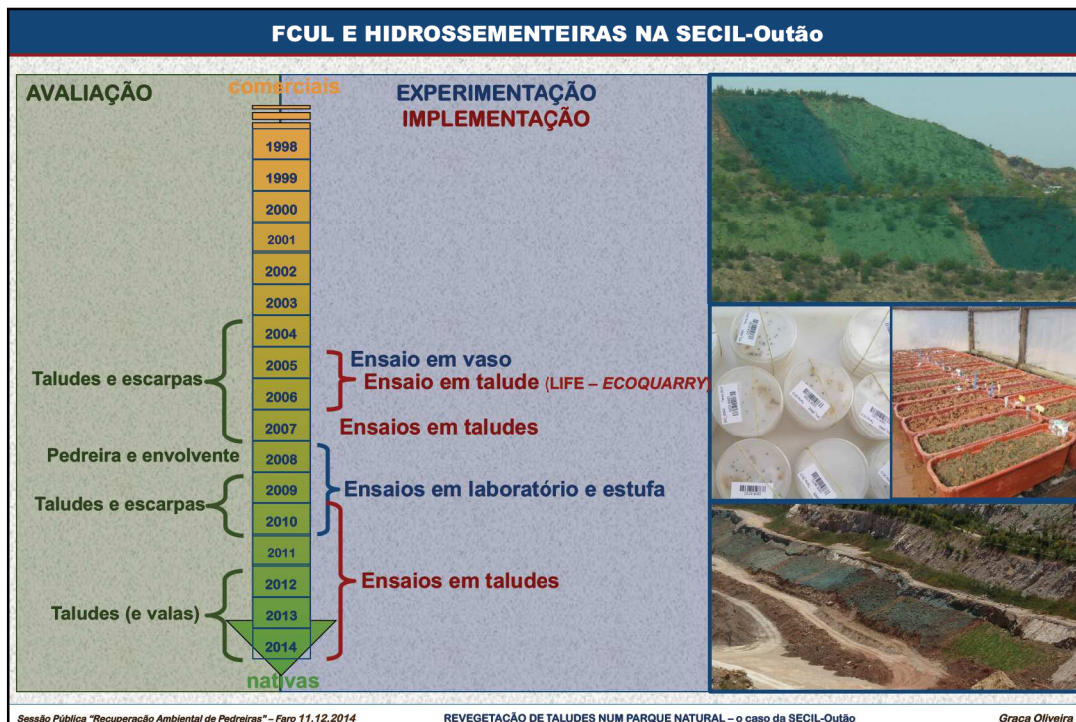 FCUL E HIDROSSEMENTEIRAS NA SECIL-Outão
AVALIAÇÃO
comerciais
EXPERIMENTAÇÃO
IMPLEMENTAÇÃO
1998
1999
2000
2001
2002
2003
2004
2005
2006
2007
2008
2009
2010
2011
2012
2013
2014
nativas
Taludes e escarpas
Pedreira e envolvente
Taludes e escarpas
Taludes (e valas)
Ensaio em vaso
Ensaio em talude (LIFE – ECOQUARRY)
Ensaios em taludes
Ensaios em laboratório e estufa
Ensaios em taludes
Sessão Pública "Recuperação Ambiental de Pedreiras" – Faro 11.12.2014
REVEGETAÇÃO DE TALUDES NUM PARQUE NATURAL – o caso da SECIL-Outão
Graça Oliveira